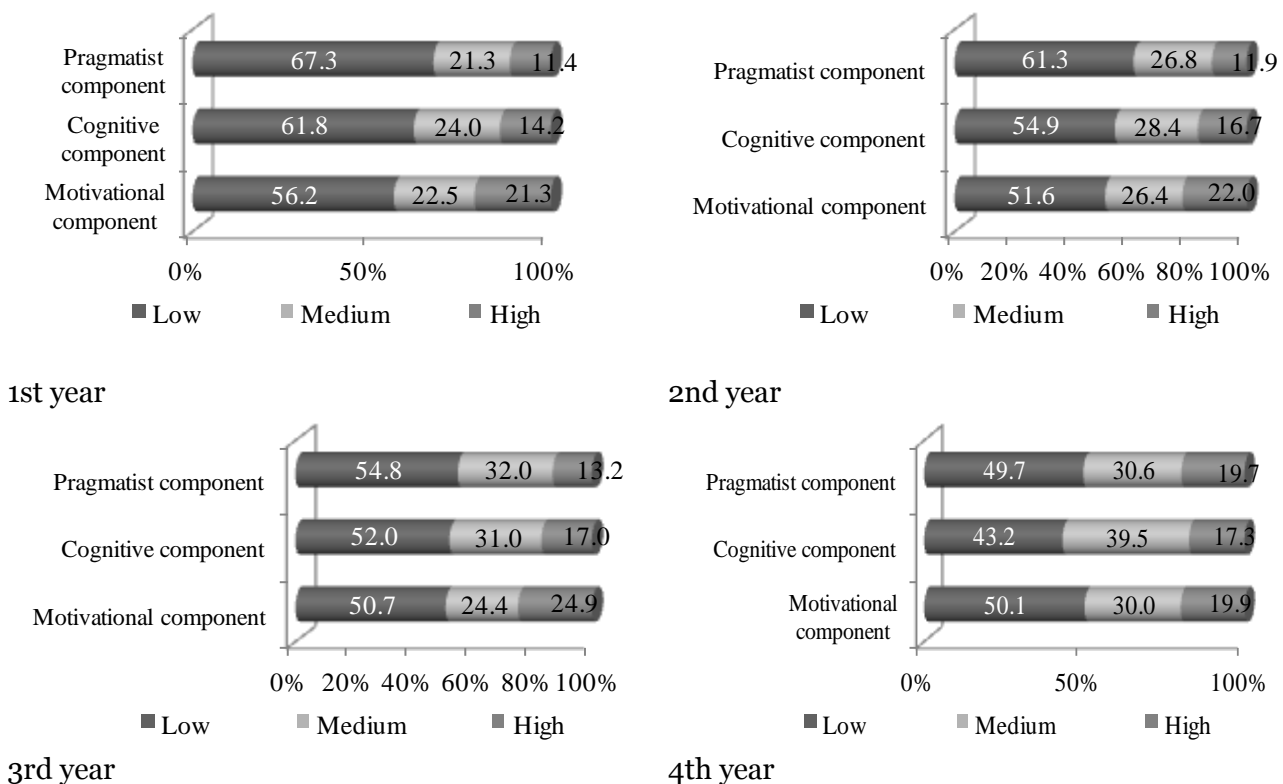 Pragmatist
component
67.3 21.3 11.4
Cognitive
component
61.8 24.0 14.2
Motivational
component
56.2 22.5 21.3
0% 50% 100%
Low Medium High
1st year
Pragmatist component
61.3 26.8 11.9
Cognitive component
54.9 28.4 16.7
Motivational component
51.6 26.4 22.0
0% 20% 40% 60% 80% 100%
Low Medium High
2nd year
Pragmatist component
54.8 32.0 13.2
Cognitive component
52.0 31.0 17.0
Motivational component
50.7 24.4 24.9
0% 20% 40% 60% 80% 100%
Low Medium High
3rd year
Pragmatist component
49.7 30.6 19.7
Cognitive component
43.2 39.5 17.3
Motivational
component
50.1 30.0 19.9
0% 50% 100%
Low Medium High
4th year